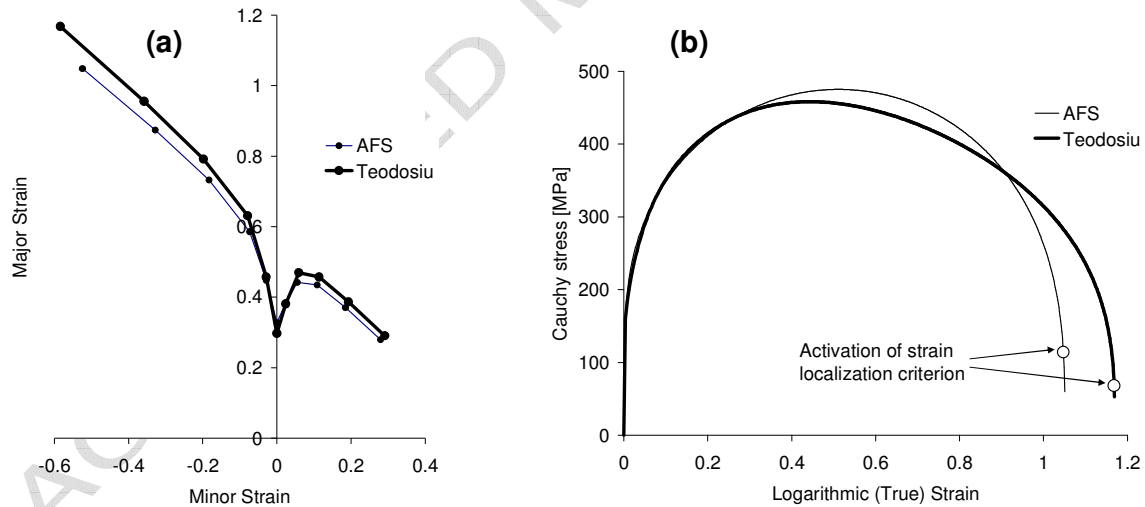 (a)
1.2
1
0.8
0.6
0.4
0.2
0
-0.6
-0.4
-0.2
0
0.2
0.4
Major Strain
Minor Strain
AFS
Teodosiu
(b)
500
400
300
200
100
0
0
0.2
0.4
0.6
0.8
1
1.2
Cauchy stress [MPa]
Logarithmic (True) Strain
AFS
Teodosiu
Activation of strain
localization criterion